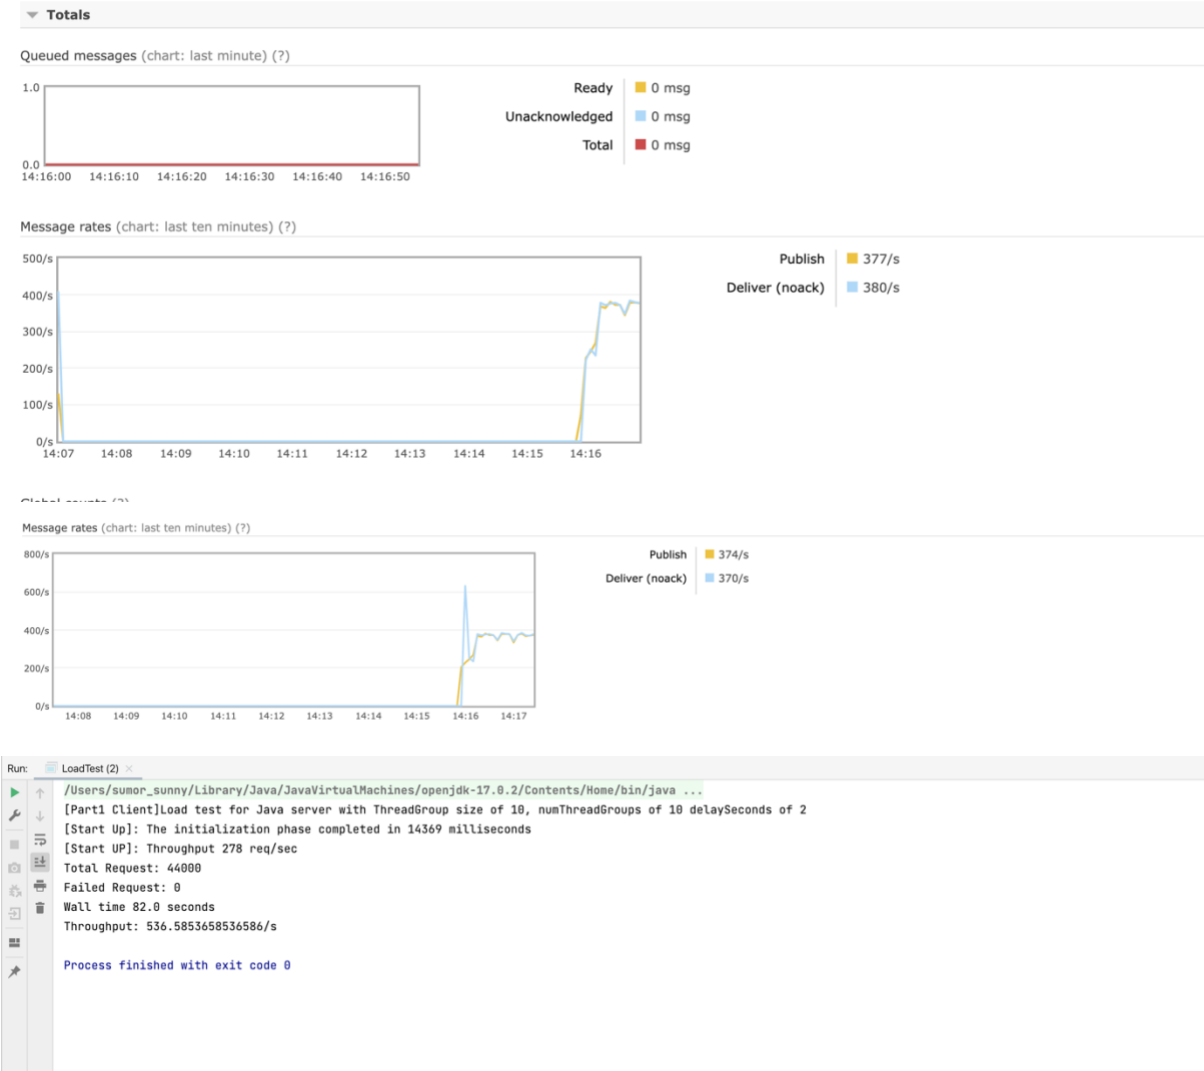 Totals
Queued messages (chart: last minute) (?)
1.0
0.0
14:16:00 14:16:10 14:16:20 14:16:30 14:16:40 14:16:50
Ready 0 msg
Unacknowledged 0 msg
Total 0 msg
Message rates (chart: last ten minutes) (?)
500/s
400/s
300/s
200/s
100/s
0/s
14:07 14:08 14:09 14:10 14:11 14:12 14:13 14:14 14:15 14:16
Publish 377/s
Deliver (noack) 380/s
Global counts (?)
Message rates (chart: last ten minutes) (?)
800/s
600/s
400/s
200/s
0/s
14:08 14:09 14:10 14:11 14:12 14:13 14:14 14:15 14:16 14:17
Publish 374/s
Deliver (noack) 370/s
Run: LoadTest (2)
/Users/sumor_sunny/Library/Java/JavaVirtualMachines/openjdk-17.0.2/Contents/Home/bin/java ...
[Part1 Client]Load test for Java server with ThreadGroup size of 10, numThreadGroups of 10 delaySeconds of 2
[Start Up]: The initialization phase completed in 14369 milliseconds
[Start UP]: Throughput 278 req/sec
Total Request: 44000
Failed Request: 0
Wall time 82.0 seconds
Throughput: 536.5853658536586/s
Process finished with exit code 0